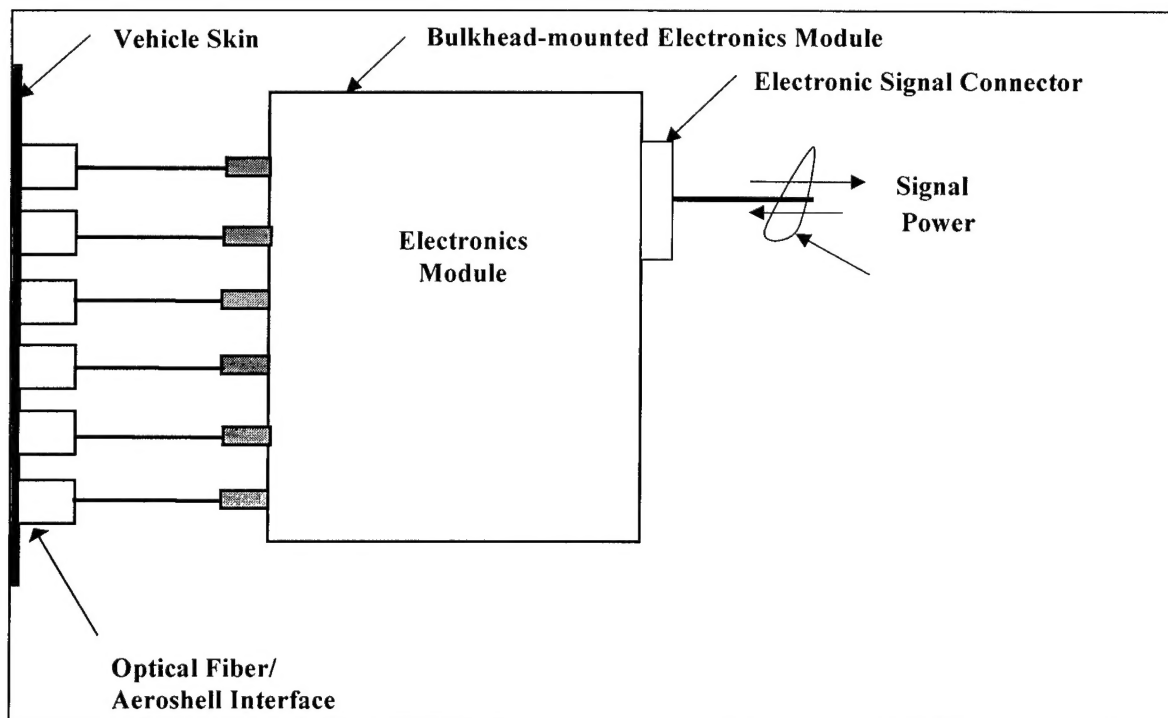 Vehicle Skin
Bulkhead-mounted Electronics Module
Electronic Signal Connector
Signal
Power
Electronics
Module
Optical Fiber/
Aeroshell Interface